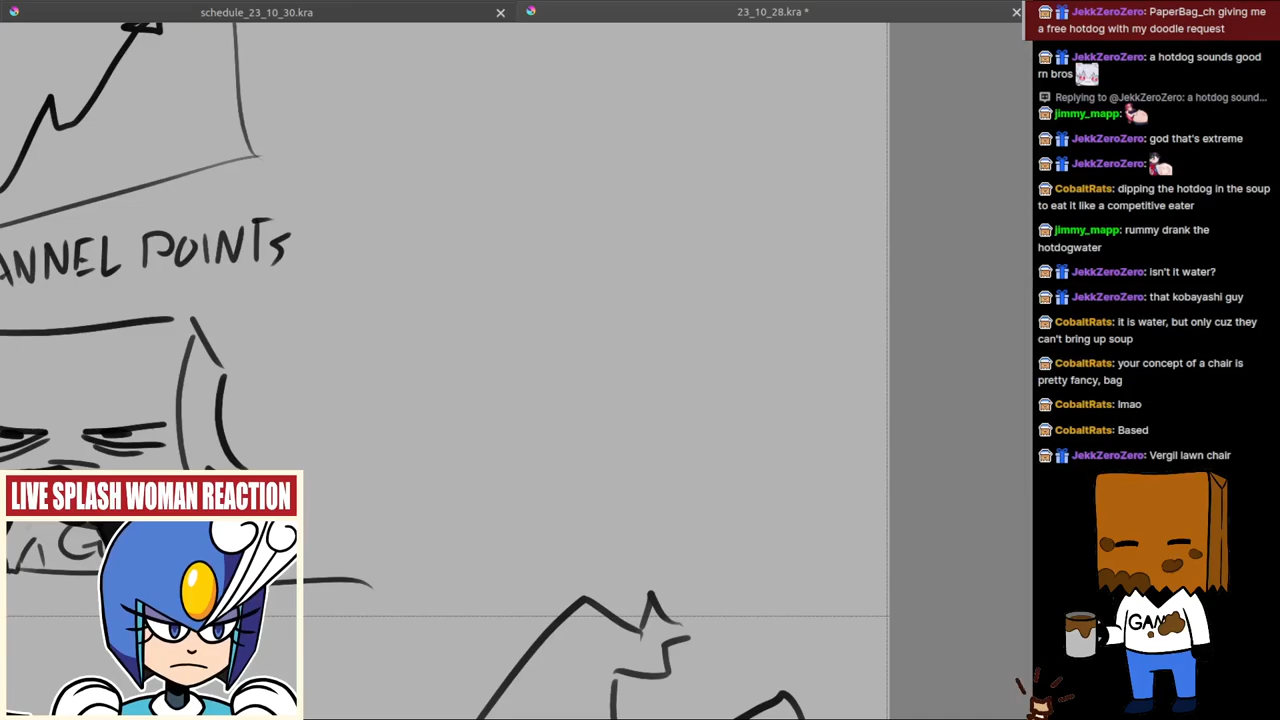 schedule_23_10_30.kra
23_10_28.kra *
ANNEL POINTS
LIVE SPLASH WOMAN REACTION
JekkZeroZero: PaperBag_ch giving me
a free hotdog with my doodle request
JekkZeroZero: a hotdog sounds good
rn bros
Replying to @JekkZeroZero: a hotdog sound...
jimmy_mapp:
JekkZeroZero: god that's extreme
JekkZeroZero:
CobaltRats: dipping the hotdog in the soup
to eat it like a competitive eater
jimmy_mapp: rummy drank the
hotdogwater
JekkZeroZero: isn't it water?
JekkZeroZero: that kobayashi guy
CobaltRats: it is water, but only cuz they
can't bring up soup
CobaltRats: your concept of a chair is
pretty fancy, bag
CobaltRats: lmao
CobaltRats: Based
JekkZeroZero: Vergil lawn chair